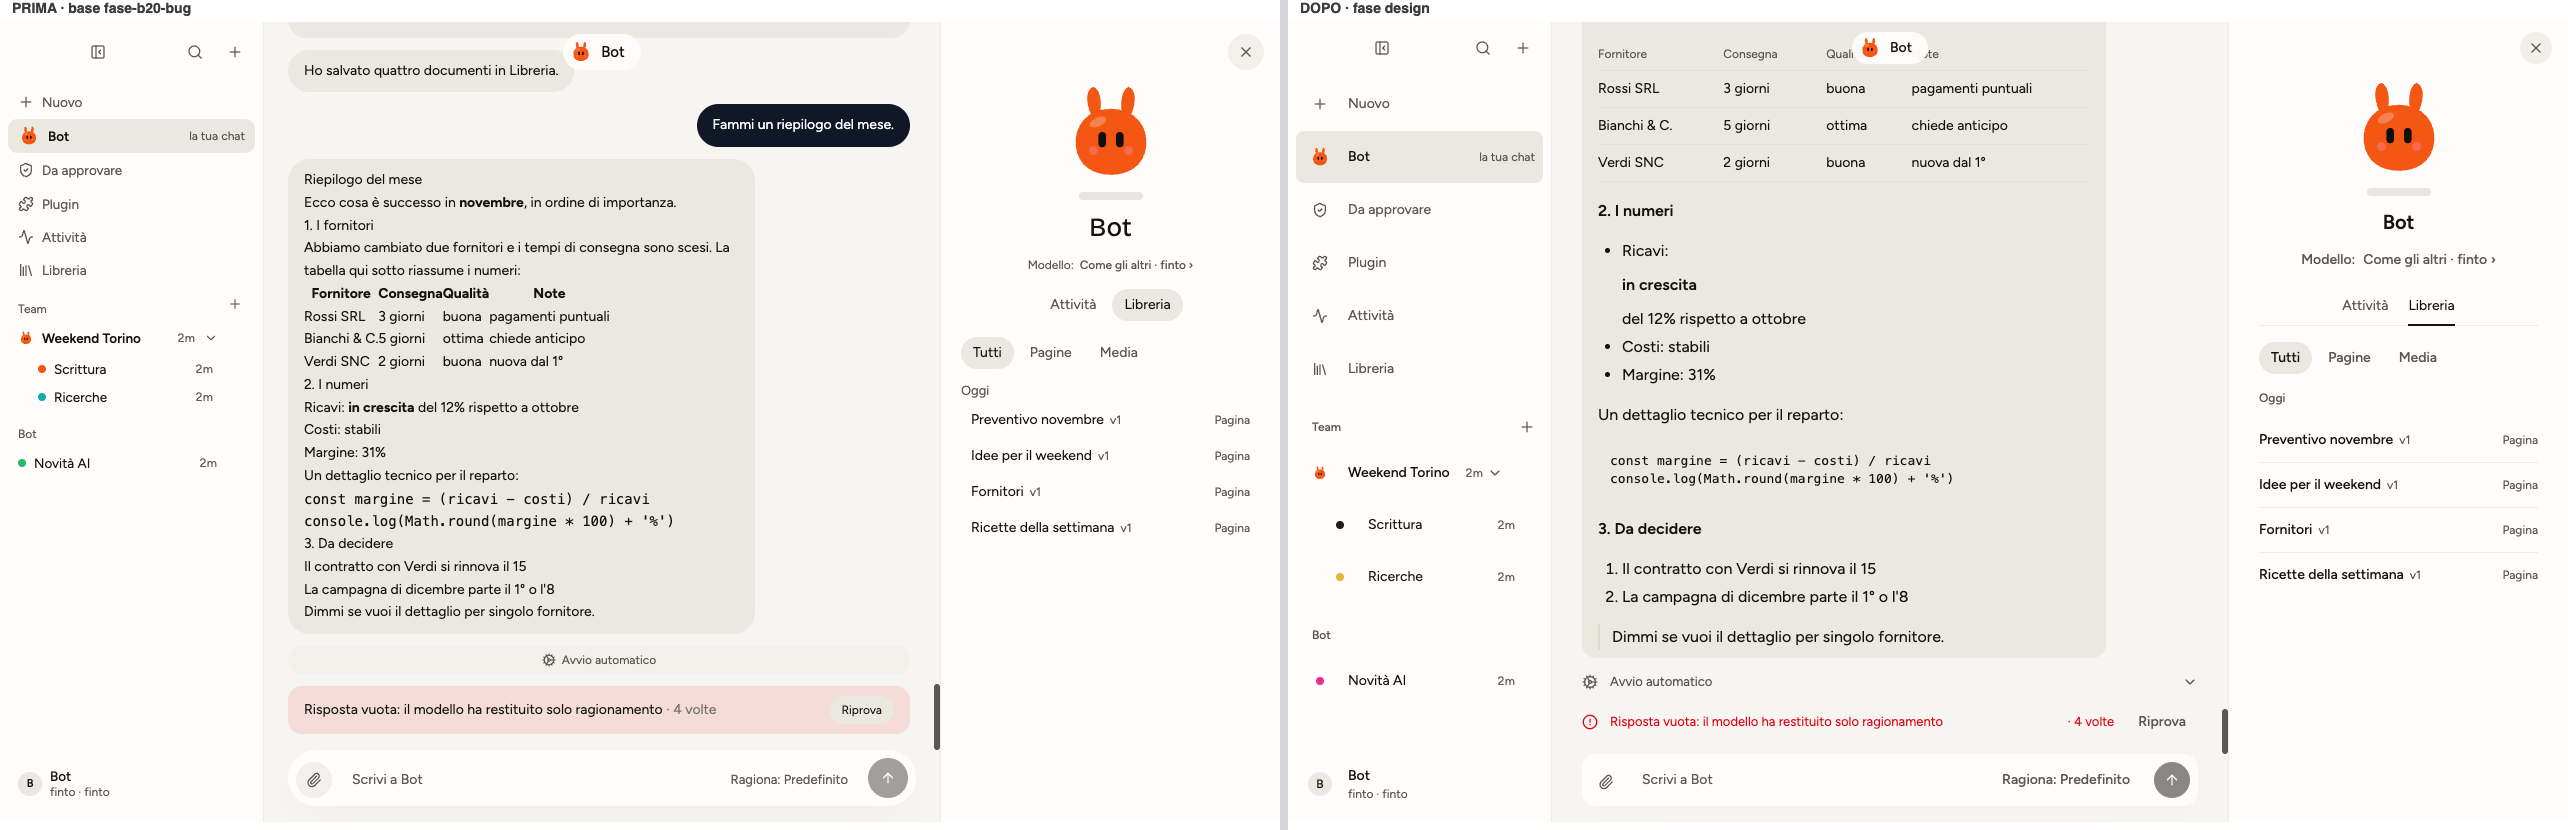 PRIMA · base fase-b20-bug
Nuovo
Bot la tua chat
Da approvare
Plugin
Attività
Libreria
Team
Weekend Torino 2m
Scrittura 2m
Ricerche 2m
Bot
Novità AI 2m
B
Bot
finto · finto
Bot
Ho salvato quattro documenti in Libreria.
Fammi un riepilogo del mese.
Riepilogo del mese
Ecco cosa è successo in novembre, in ordine di importanza.
1. I fornitori
Abbiamo cambiato due fornitori e i tempi di consegna sono scesi. La
tabella qui sotto riassume i numeri:
Fornitore Consegna Qualità Note
Rossi SRL 3 giorni buona pagamenti puntuali
Bianchi & C. 5 giorni ottima chiede anticipo
Verdi SNC 2 giorni buona nuova dal 1°
2. I numeri
Ricavi: in crescita del 12% rispetto a ottobre
Costi: stabili
Margine: 31%
Un dettaglio tecnico per il reparto:
const margine = (ricavi − costi) / ricavi
console.log(Math.round(margine * 100) + '%')
3. Da decidere
Il contratto con Verdi si rinnova il 15
La campagna di dicembre parte il 1° o l'8
Dimmi se vuoi il dettaglio per singolo fornitore.
Avvio automatico
Risposta vuota: il modello ha restituito solo ragionamento · 4 volte Riprova
Scrivi a Bot Ragiona: Predefinito
Bot
Modello: Come gli altri · finto ›
Attività Libreria
Tutti Pagine Media
Oggi
Preventivo novembre v1 Pagina
Idee per il weekend v1 Pagina
Fornitori v1 Pagina
Ricette della settimana v1 Pagina
DOPO · fase design
Nuovo
Bot la tua chat
Da approvare
Plugin
Attività
Libreria
Team
Weekend Torino 2m
Scrittura 2m
Ricerche 2m
Bot
Novità AI 2m
B
Bot
finto · finto
Bot
Fornitore Consegna
Rossi SRL 3 giorni buona pagamenti puntuali
Bianchi & C. 5 giorni ottima chiede anticipo
Verdi SNC 2 giorni buona nuova dal 1°
2. I numeri
• Ricavi:
in crescita
del 12% rispetto a ottobre
• Costi: stabili
• Margine: 31%
Un dettaglio tecnico per il reparto:
const margine = (ricavi − costi) / ricavi
console.log(Math.round(margine * 100) + '%')
3. Da decidere
1. Il contratto con Verdi si rinnova il 15
2. La campagna di dicembre parte il 1° o l'8
Dimmi se vuoi il dettaglio per singolo fornitore.
Avvio automatico
Risposta vuota: il modello ha restituito solo ragionamento · 4 volte Riprova
Scrivi a Bot Ragiona: Predefinito
Bot
Modello: Come gli altri · finto ›
Attività Libreria
Tutti Pagine Media
Oggi
Preventivo novembre v1 Pagina
Idee per il weekend v1 Pagina
Fornitori v1 Pagina
Ricette della settimana v1 Pagina